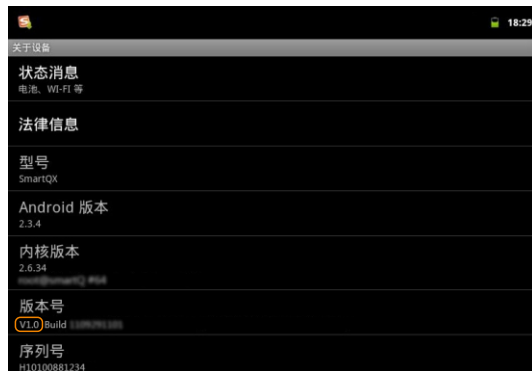 18:29
关于设备
状态消息
电池、WI-FI 等
法律信息
型号
SmartQX
Android 版本
2.3.4
内核版本
2.6.34
版本号
V1.0 Build
序列号
H10100881234